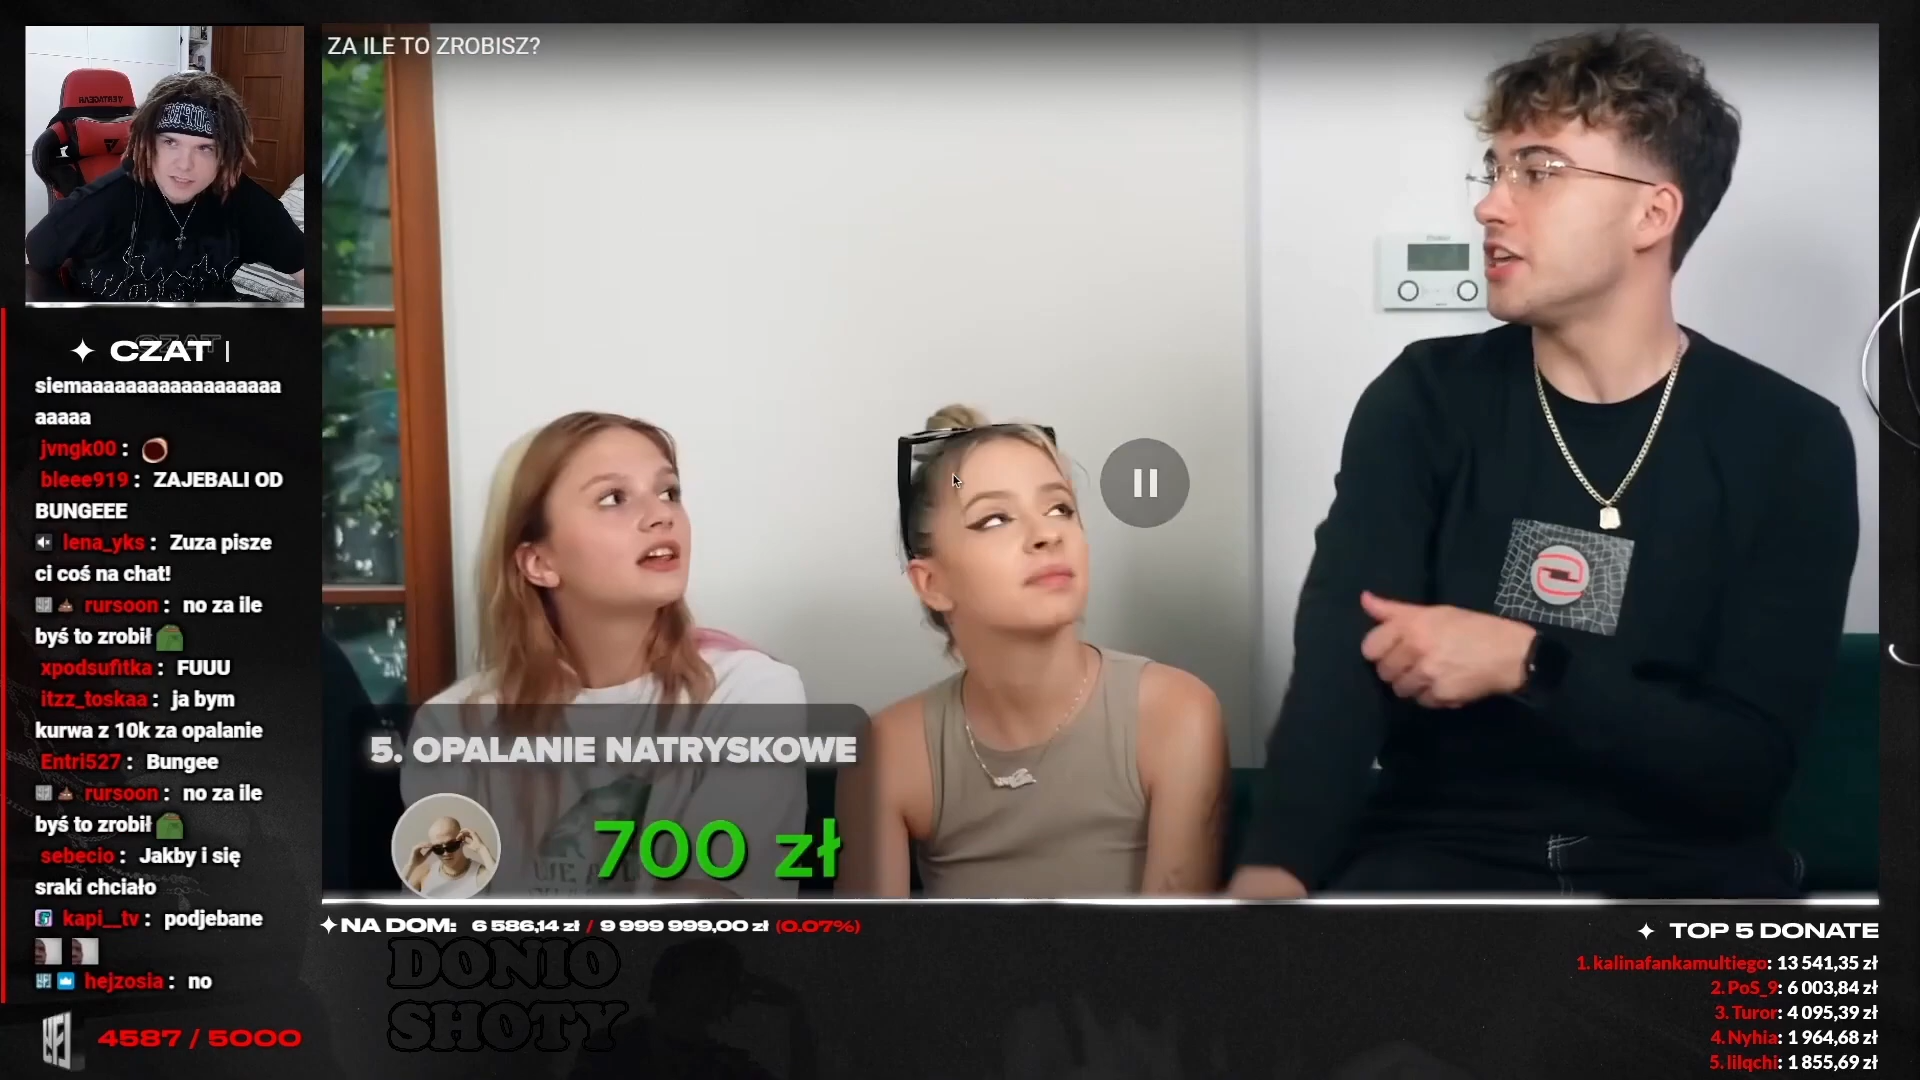 ZA ILE TO ZROBISZ?
CZAT
siemaaaaaaaaaaaaaaaaaa
aaaaa
jvngk00 :
bleee919 : ZAJEBALI OD
BUNGEEE
lena_yks : Zuza pisze
ci coś na chat!
rursoon : no za ile
byś to zrobił
xpodsufitka : FUUU
itzz_toskaa : ja bym
kurwa z 10k za opalanie
Entri527 : Bungee
rursoon : no za ile
byś to zrobił
sebecio : Jakby i się
sraki chciało
kapi__tv : podjebane
hejzosia : no
4587 / 5000
5. OPALANIE NATRYSKOWE
700 zł
NA DOM: 6 586,14 zł / 9 999 999,00 zł (0.07%)
DONIO
SHOTY
TOP 5 DONATE
1. kalinafankamultiego: 13 541,35 zł
2. PoS_9: 6 003,84 zł
3. Turor: 4 095,39 zł
4. Nyhia: 1 964,68 zł
5. lilqchi: 1 855,69 zł